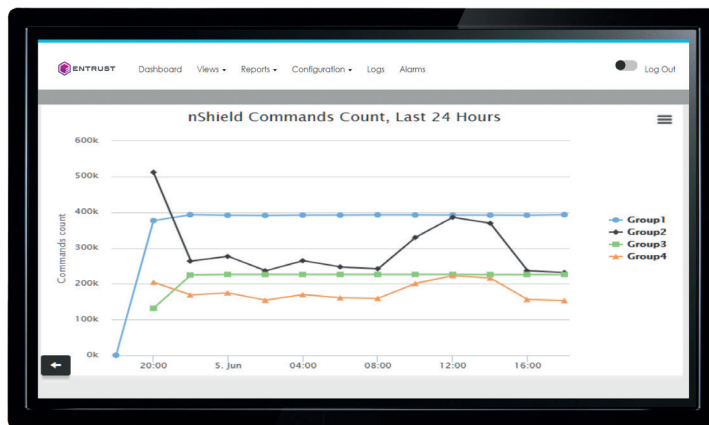 ENTRUST Dashboard Views Reports Configuration Logs Alarms Log Out
nShield Commands Count, Last 24 Hours
600k
500k
400k
300k
200k
100k
0k
Commands count
Group1
Group2
Group3
Group4
20:00 5. Jun 04:00 08:00 12:00 16:00